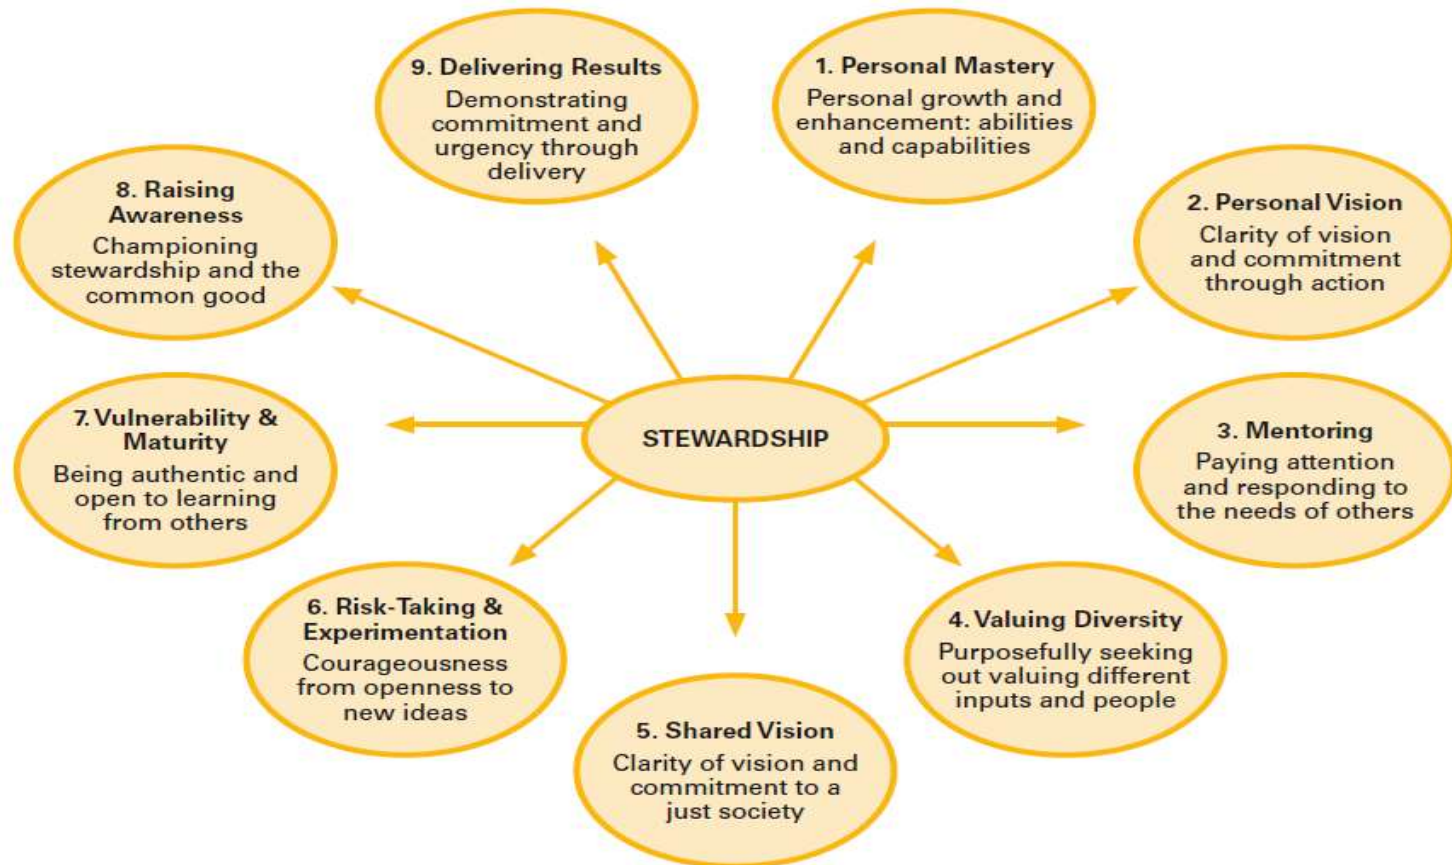 9. Delivering Results
Demonstrating
commitment and
urgency through
delivery
1. Personal Mastery
Personal growth and
enhancement: abilities
and capabilities
8. Raising
Awareness
Championing
stewardship and the
common good
2. Personal Vision
Clarity of vision
and commitment
through action
STEWARDSHIP
7. Vulnerability &
Maturity
Being authentic and
open to learning
from others
3. Mentoring
Paying attention
and responding to
the needs of others
6. Risk-Taking &
Experimentation
Courageousness
from openness to
new ideas
4. Valuing Diversity
Purposefully seeking
out valuing different
inputs and people
5. Shared Vision
Clarity of vision and
commitment to a
just society